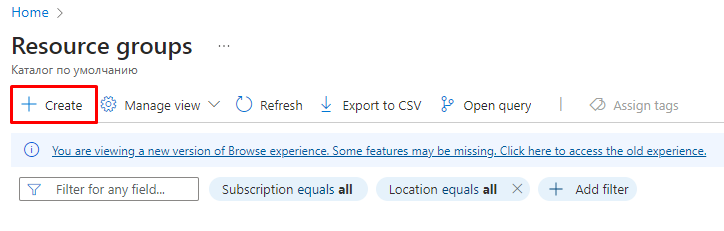 Home
Resource groups ...
Каталог по умолчанию
Create Manage view Refresh Export to CSV Open query Assign tags
You are viewing a new version of Browse experience. Some features may be missing. Click here to access the old experience.
Filter for any field... Subscription equals all Location equals all Add filter